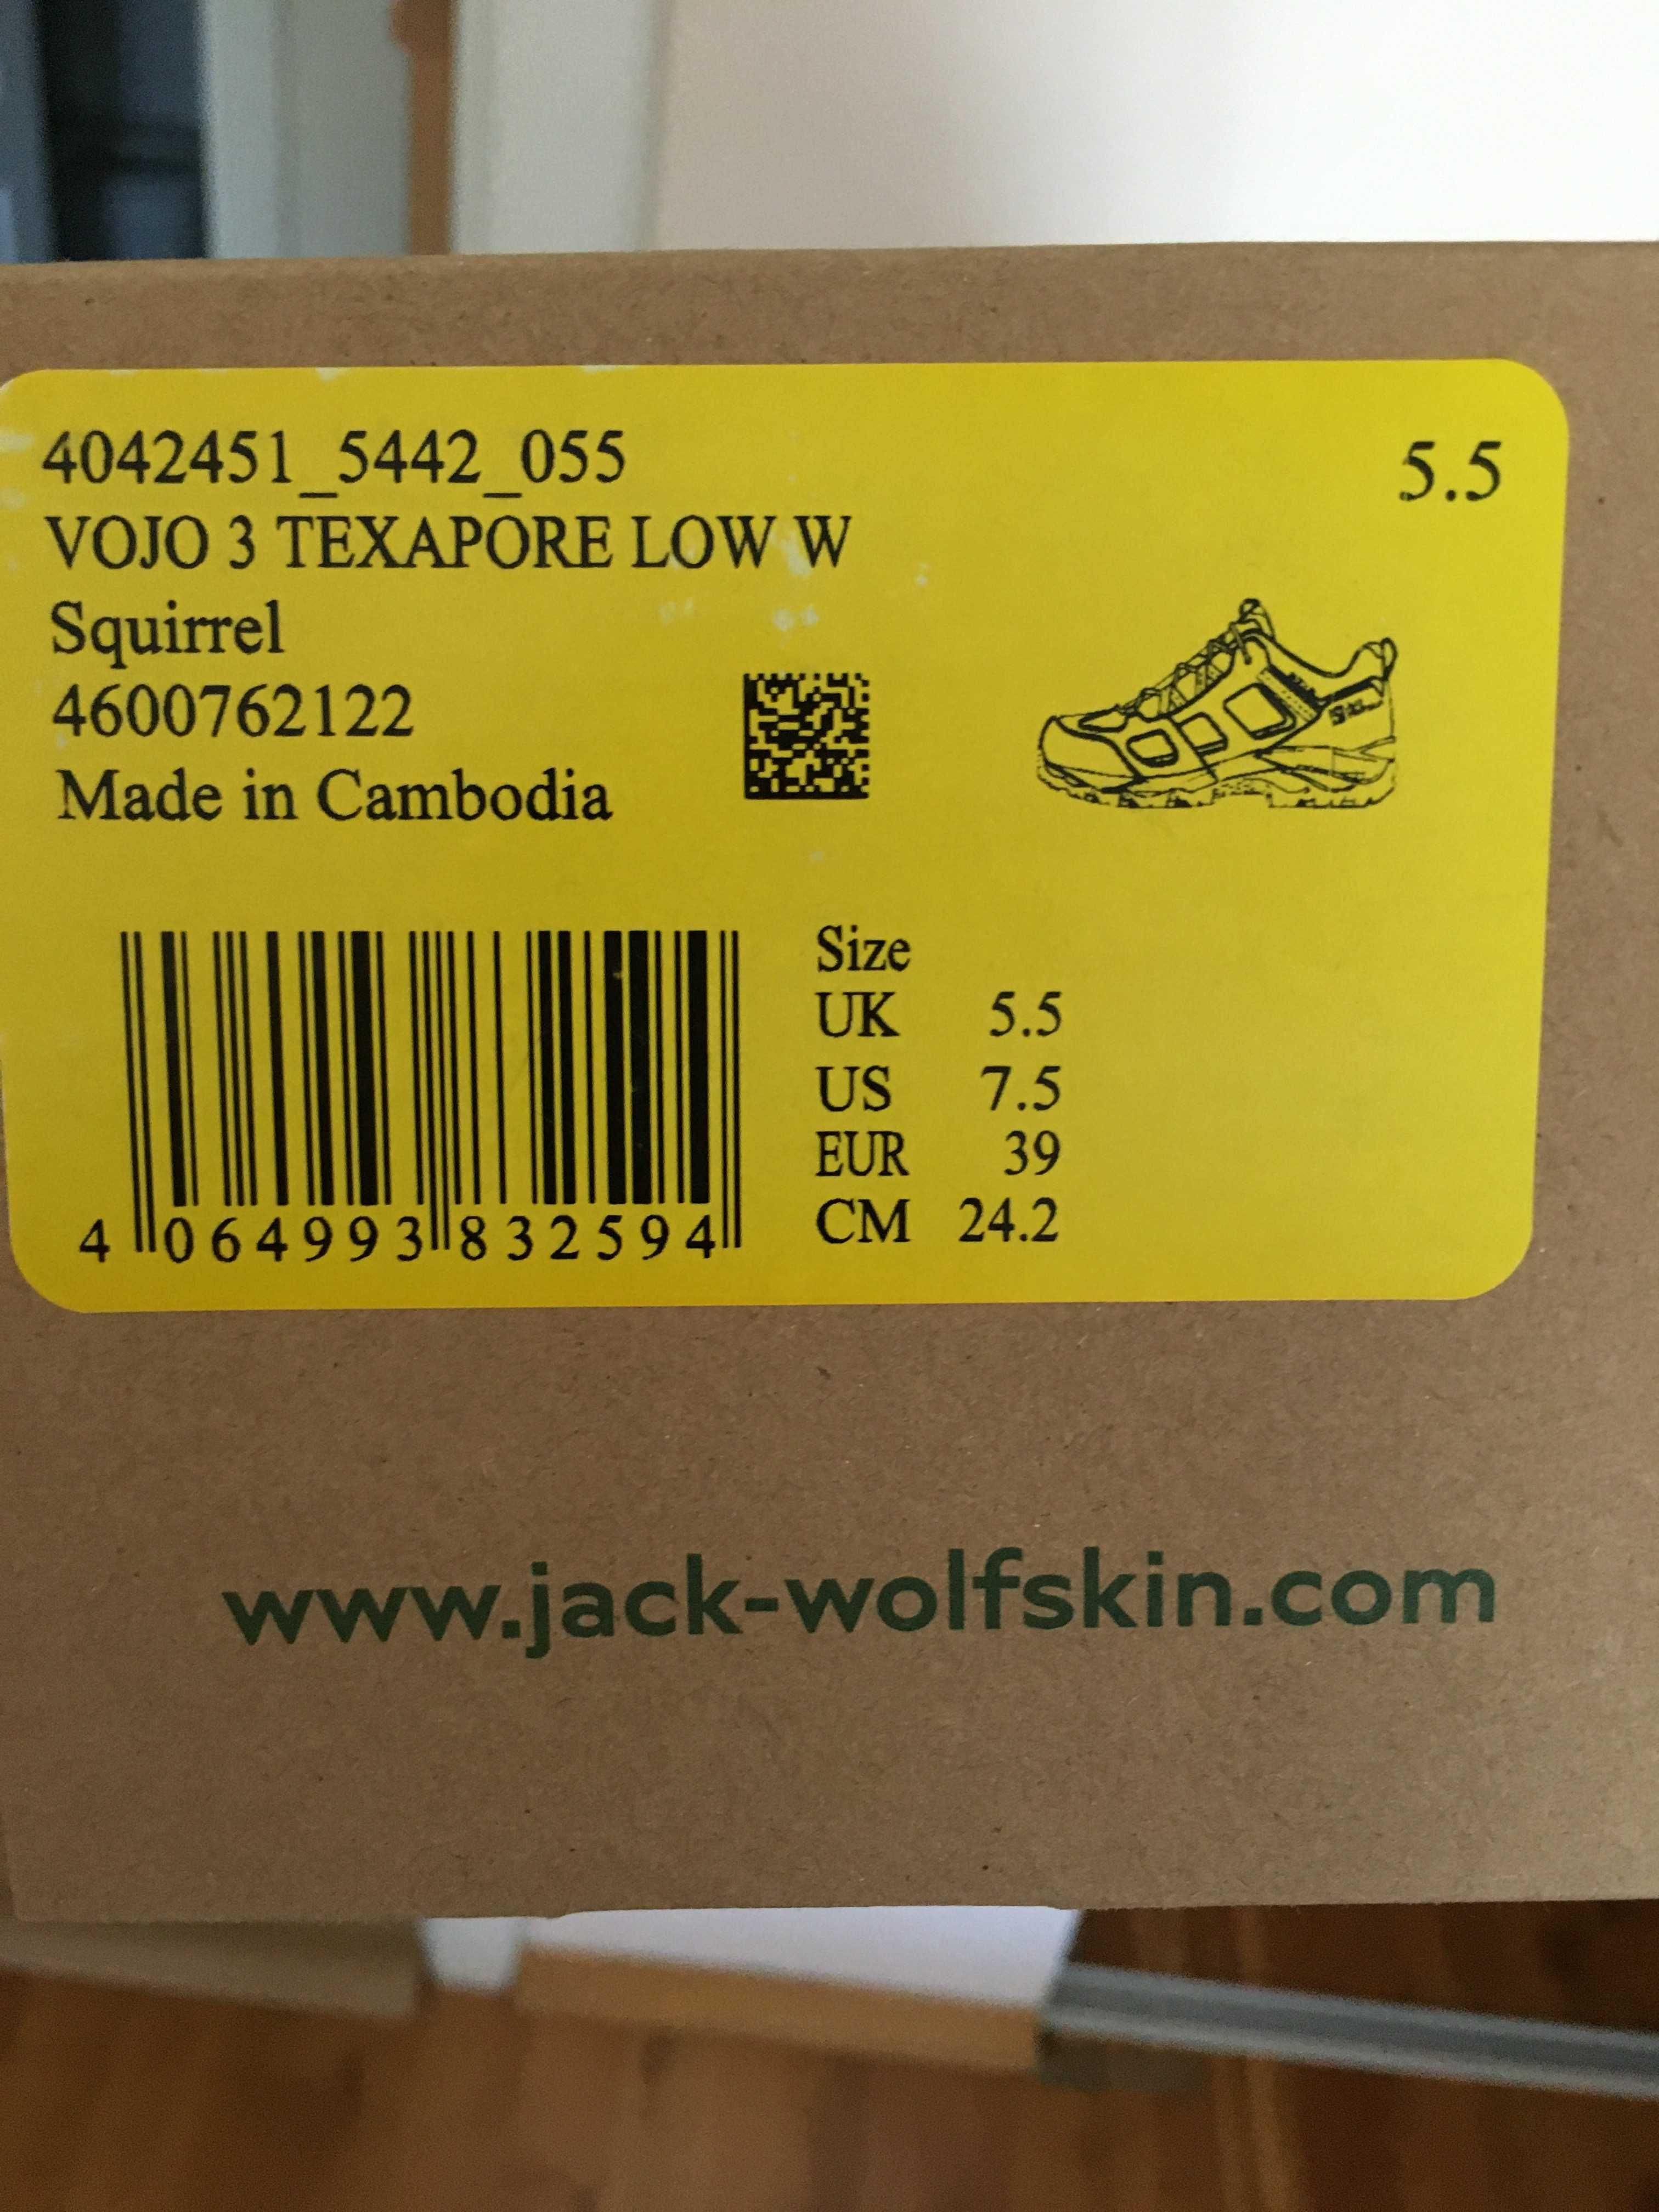 4042451_5442_055
5.5
VOJO 3 TEXAPORE LOW W
Squirrel
4600762122
Made in Cambodia
Size
UK 5.5
US 7.5
EUR 39
CM 24.2
4 064993 832594
www.jack-wolfskin.com